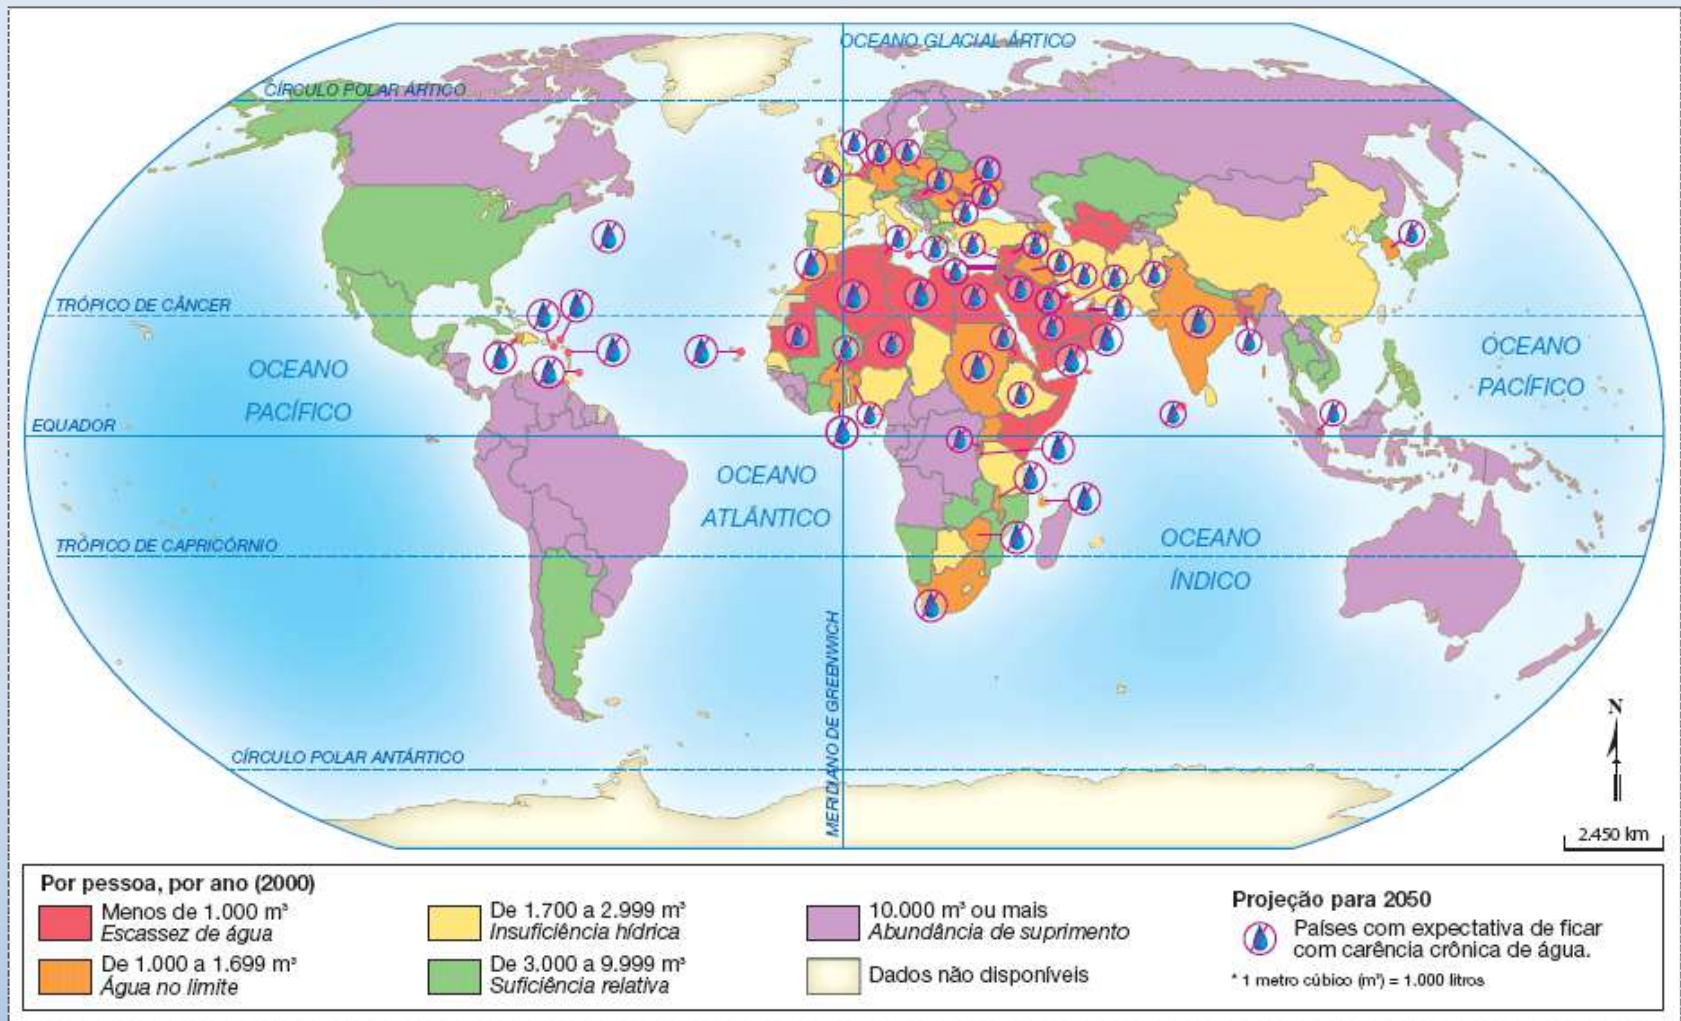 OCEANO GLACIAL ÁRTICO
CÍRCULO POLAR ÁRTICO
TRÓPICO DE CÂNCER
OCEANO
PACÍFICO
OCEANO
PACÍFICO
EQUADOR
OCEANO
ATLÂNTICO
TRÓPICO DE CAPRICÓRNIO
OCEANO
ÍNDICO
MERIDIANO DE GREENWICH
CÍRCULO POLAR ANTÁRTICO
N
2.450 km
Por pessoa, por ano (2000)
Menos de 1.000 m³
Escassez de água
De 1.000 a 1.699 m³
Água no limite
De 1.700 a 2.999 m³
Insuficiência hídrica
De 3.000 a 9.999 m³
Suficiência relativa
10.000 m³ ou mais
Abundância de suprimento
Dados não disponíveis
Projeção para 2050
Países com expectativa de ficar
com carência crônica de água.
* 1 metro cúbico (m³) = 1.000 litros